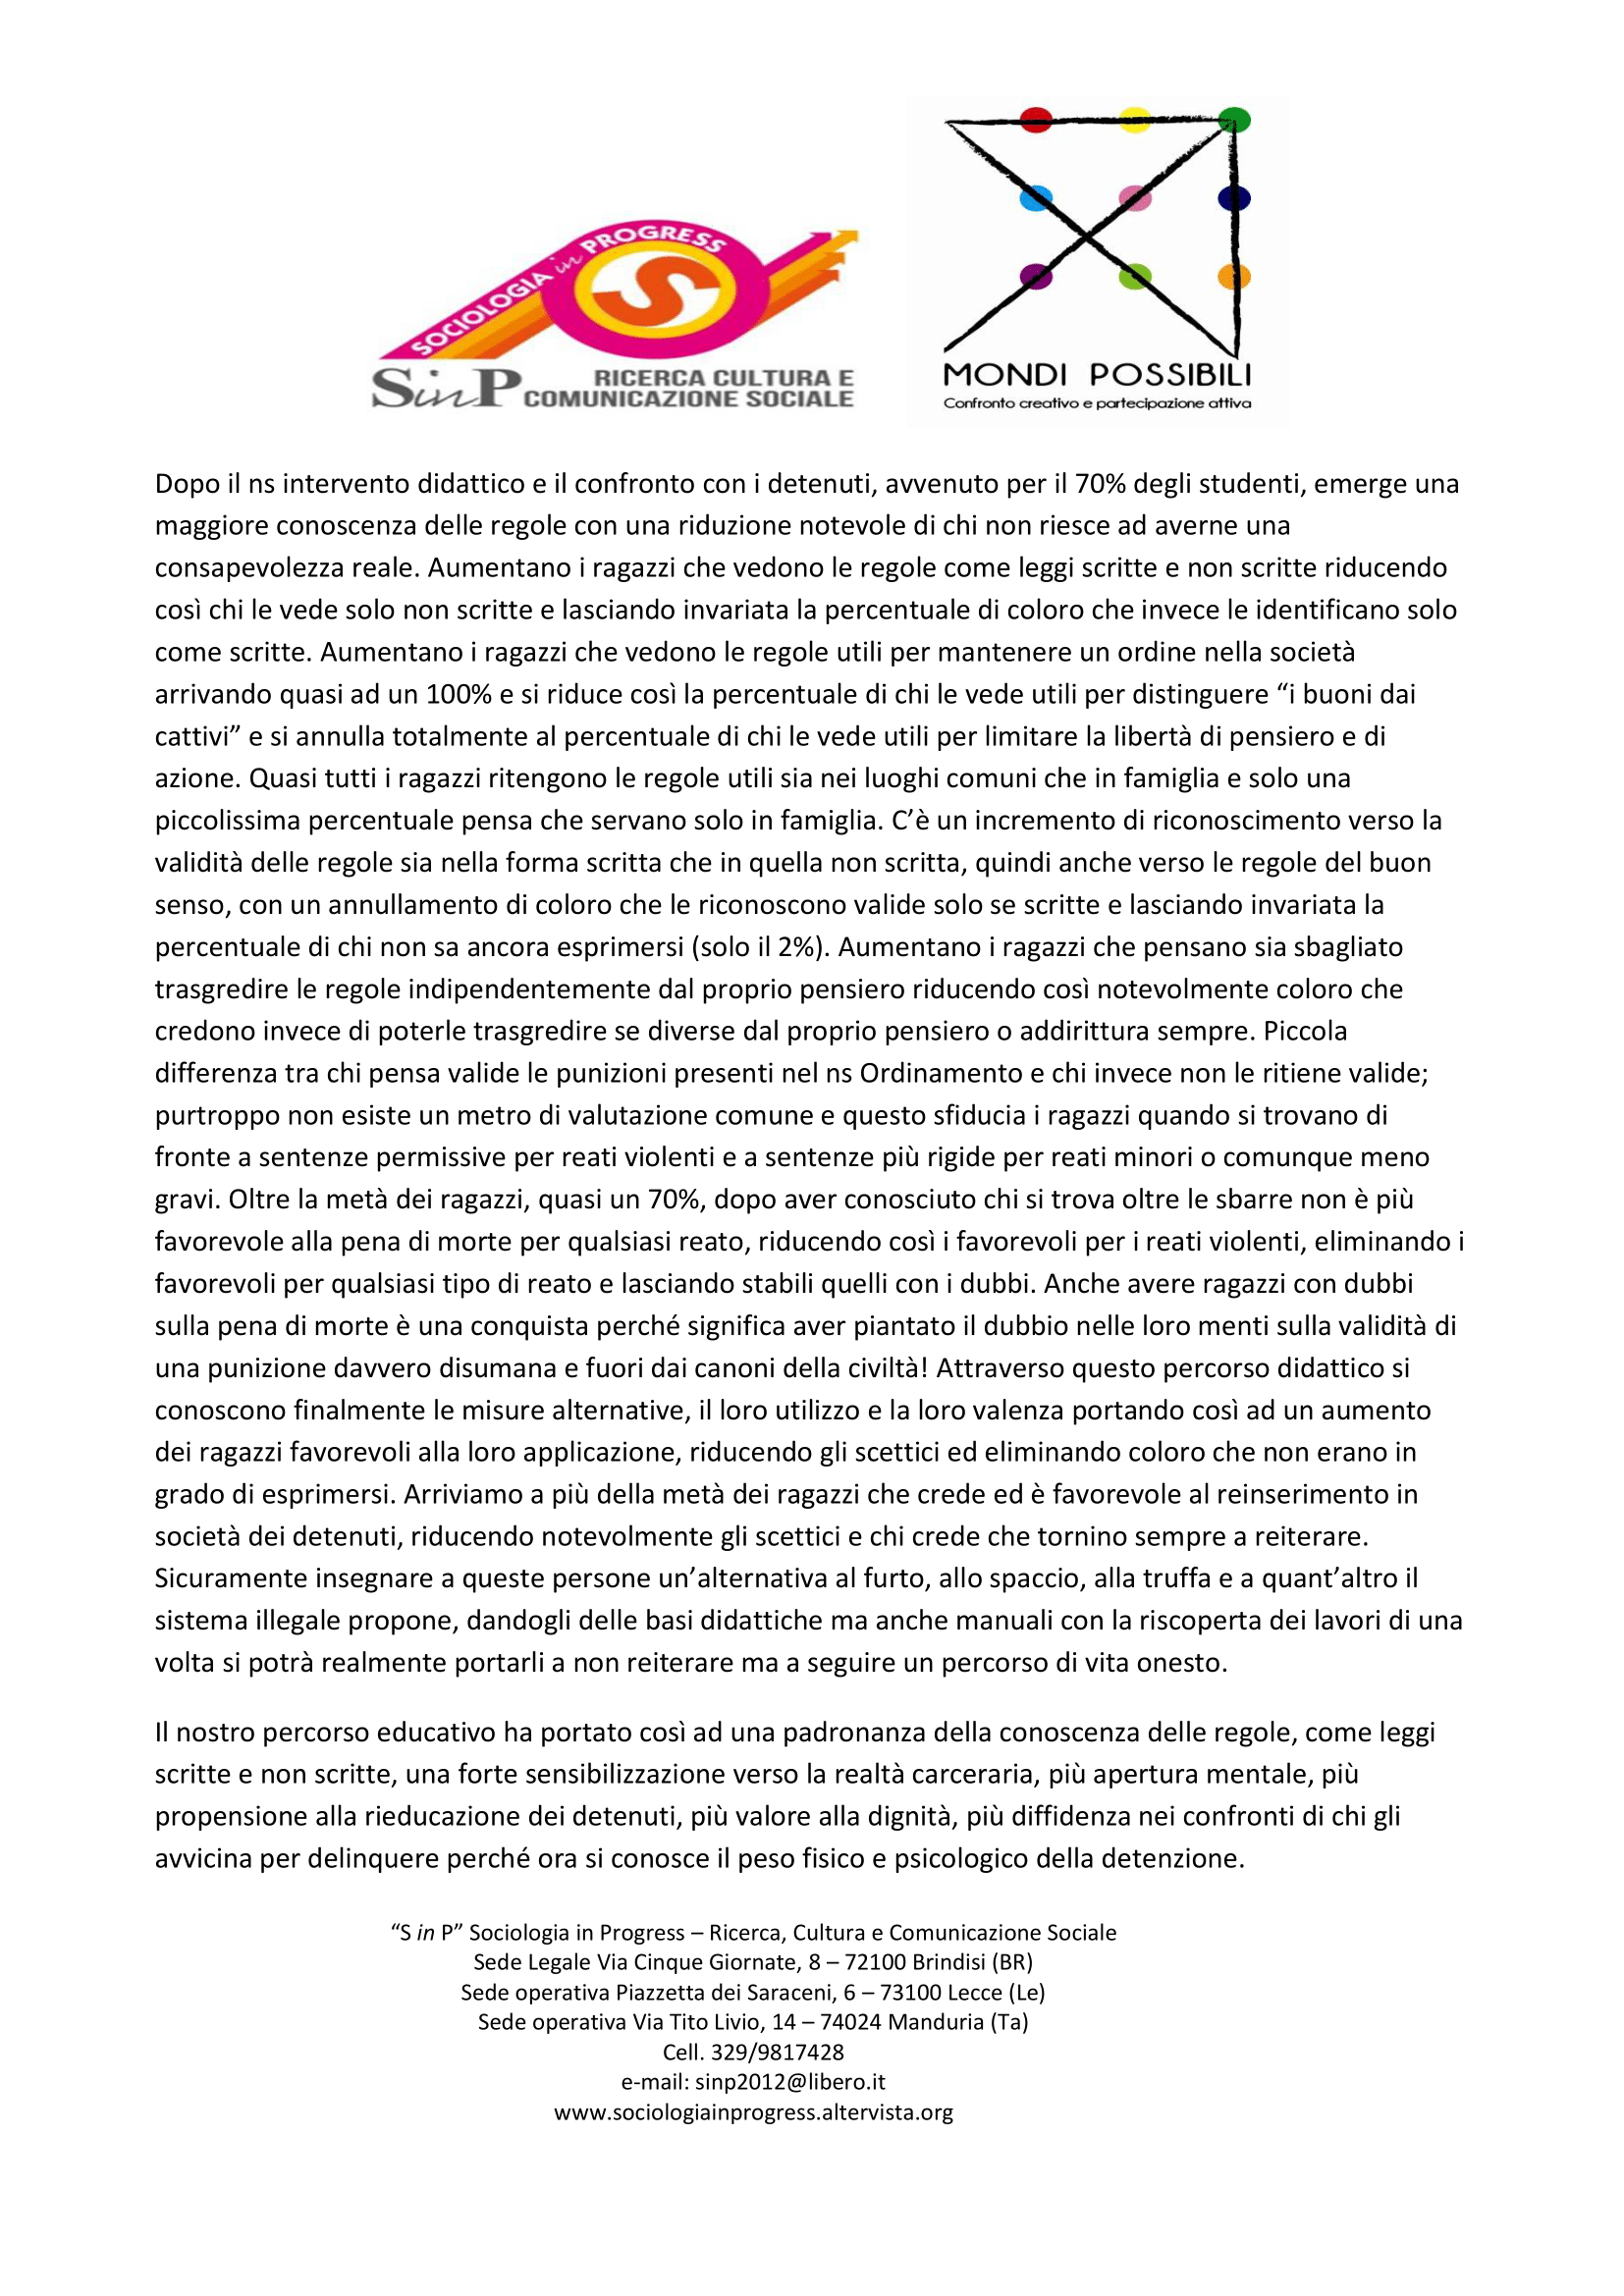 SOCIOLOGIA in PROGRESS
S
SinP RICERCA CULTURA E
COMUNICAZIONE SOCIALE
MONDI POSSIBILI
Confronto creativo e partecipazione attiva
Dopo il ns intervento didattico e il confronto con i detenuti, avvenuto per il 70% degli studenti, emerge una
maggiore conoscenza delle regole con una riduzione notevole di chi non riesce ad averne una
consapevolezza reale. Aumentano i ragazzi che vedono le regole come leggi scritte e non scritte riducendo
così chi le vede solo non scritte e lasciando invariata la percentuale di coloro che invece le identificano solo
come scritte. Aumentano i ragazzi che vedono le regole utili per mantenere un ordine nella società
arrivando quasi ad un 100% e si riduce così la percentuale di chi le vede utili per distinguere “i buoni dai
cattivi” e si annulla totalmente al percentuale di chi le vede utili per limitare la libertà di pensiero e di
azione. Quasi tutti i ragazzi ritengono le regole utili sia nei luoghi comuni che in famiglia e solo una
piccolissima percentuale pensa che servano solo in famiglia. C’è un incremento di riconoscimento verso la
validità delle regole sia nella forma scritta che in quella non scritta, quindi anche verso le regole del buon
senso, con un annullamento di coloro che le riconoscono valide solo se scritte e lasciando invariata la
percentuale di chi non sa ancora esprimersi (solo il 2%). Aumentano i ragazzi che pensano sia sbagliato
trasgredire le regole indipendentemente dal proprio pensiero riducendo così notevolmente coloro che
credono invece di poterle trasgredire se diverse dal proprio pensiero o addirittura sempre. Piccola
differenza tra chi pensa valide le punizioni presenti nel ns Ordinamento e chi invece non le ritiene valide;
purtroppo non esiste un metro di valutazione comune e questo sfiducia i ragazzi quando si trovano di
fronte a sentenze permissive per reati violenti e a sentenze più rigide per reati minori o comunque meno
gravi. Oltre la metà dei ragazzi, quasi un 70%, dopo aver conosciuto chi si trova oltre le sbarre non è più
favorevole alla pena di morte per qualsiasi reato, riducendo così i favorevoli per i reati violenti, eliminando i
favorevoli per qualsiasi tipo di reato e lasciando stabili quelli con i dubbi. Anche avere ragazzi con dubbi
sulla pena di morte è una conquista perché significa aver piantato il dubbio nelle loro menti sulla validità di
una punizione davvero disumana e fuori dai canoni della civiltà! Attraverso questo percorso didattico si
conoscono finalmente le misure alternative, il loro utilizzo e la loro valenza portando così ad un aumento
dei ragazzi favorevoli alla loro applicazione, riducendo gli scettici ed eliminando coloro che non erano in
grado di esprimersi. Arriviamo a più della metà dei ragazzi che crede ed è favorevole al reinserimento in
società dei detenuti, riducendo notevolmente gli scettici e chi crede che tornino sempre a reiterare.
Sicuramente insegnare a queste persone un’alternativa al furto, allo spaccio, alla truffa e a quant’altro il
sistema illegale propone, dandogli delle basi didattiche ma anche manuali con la riscoperta dei lavori di una
volta si potrà realmente portarli a non reiterare ma a seguire un percorso di vita onesto.
Il nostro percorso educativo ha portato così ad una padronanza della conoscenza delle regole, come leggi
scritte e non scritte, una forte sensibilizzazione verso la realtà carceraria, più apertura mentale, più
propensione alla rieducazione dei detenuti, più valore alla dignità, più diffidenza nei confronti di chi gli
avvicina per delinquere perché ora si conosce il peso fisico e psicologico della detenzione.
“S in P” Sociologia in Progress – Ricerca, Cultura e Comunicazione Sociale
Sede Legale Via Cinque Giornate, 8 – 72100 Brindisi (BR)
Sede operativa Piazzetta dei Saraceni, 6 – 73100 Lecce (Le)
Sede operativa Via Tito Livio, 14 – 74024 Manduria (Ta)
Cell. 329/9817428
e-mail: sinp2012@libero.it
www.sociologiainprogress.altervista.org